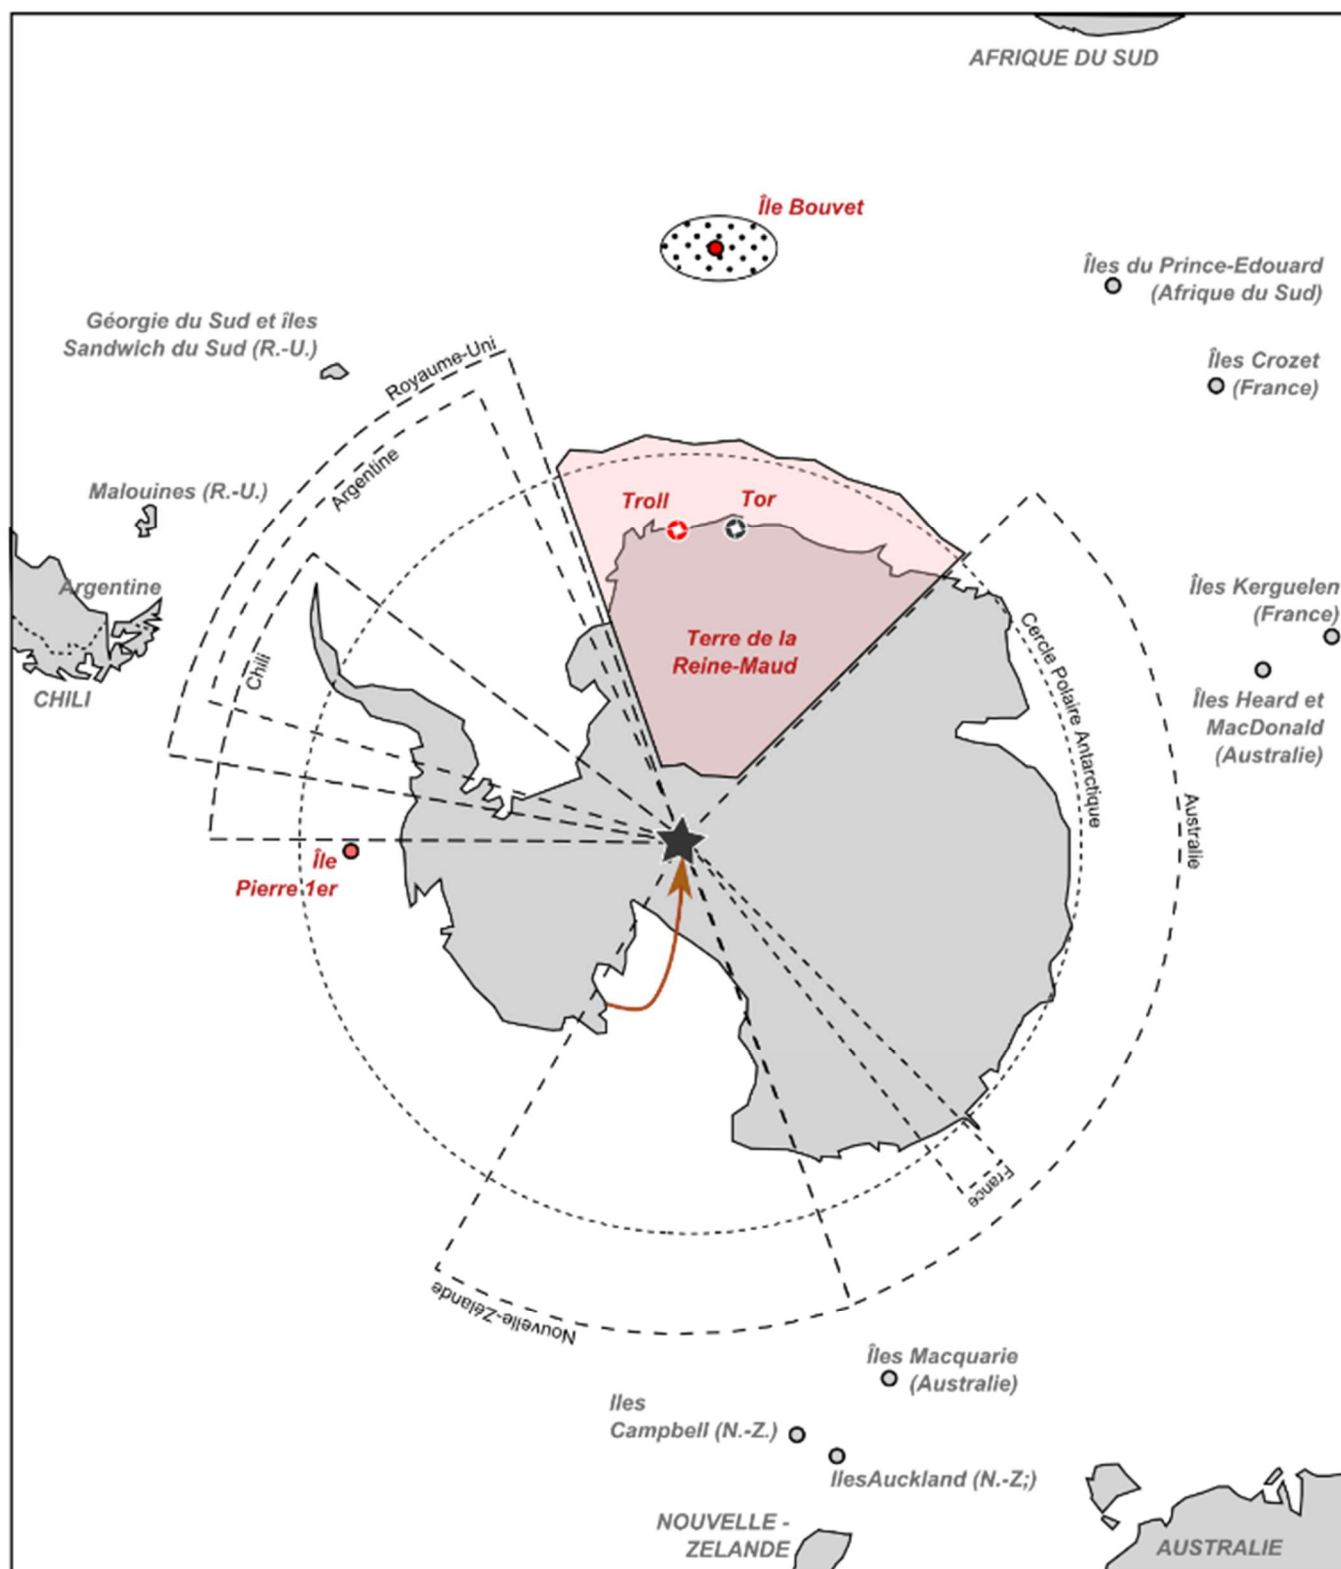 AFRIQUE DU SUD
Île Bouvet
Îles du Prince-Edouard
(Afrique du Sud)
Géorgie du Sud et îles
Sandwich du Sud (R.-U.)
Royaume-Uni
Îles Crozet
(France)
Argentine
Malouines (R.-U.)
Troll
Tor
Argentine
Îles Kerguelen
(France)
Cercle Polaire Antarctique
Terre de la
Reine-Maud
Chili
CHILI
Îles Heard et
MacDonald
(Australie)
Australie
Île
Pierre 1er
France
Nouvelle-Zélande
Îles Macquarie
(Australie)
Iles
Campbell (N.-Z.)
IlesAuckland (N.-Z;)
NOUVELLE -
ZELANDE
AUSTRALIE